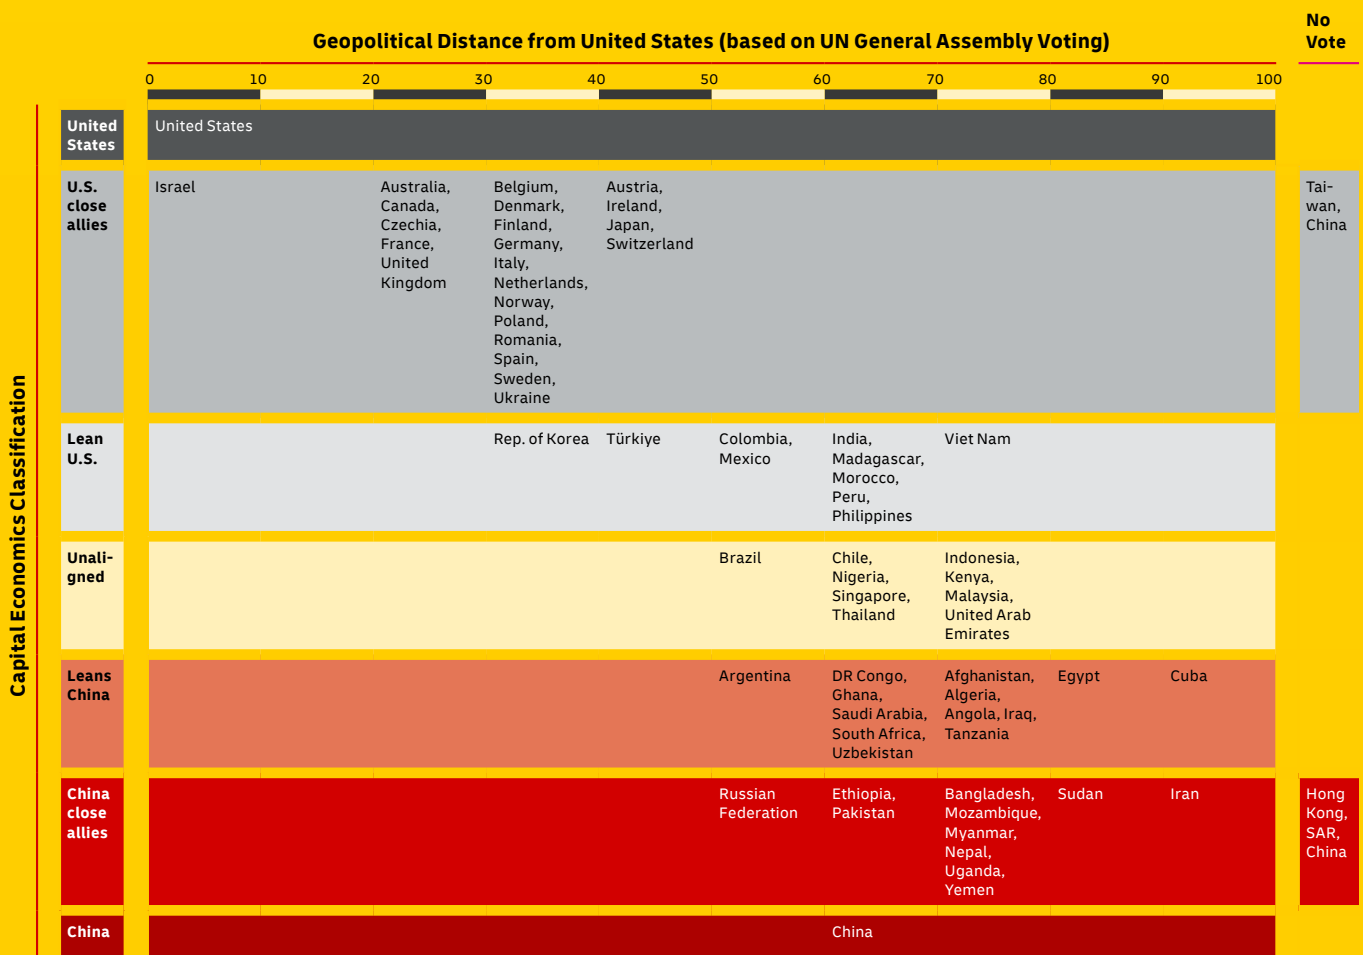 No
Vote
Geopolitical Distance from United States (based on UN General Assembly Voting)
0 10 20 30 40 50 60 70 80 90 100
Capital Economics Classification
United
States
United States
U.S.
close
allies
Israel
Australia,
Canada,
Czechia,
France,
United
Kingdom
Belgium,
Denmark,
Finland,
Germany,
Italy,
Netherlands,
Norway,
Poland,
Romania,
Spain,
Sweden,
Ukraine
Austria,
Ireland,
Japan,
Switzerland
Tai-
wan,
China
Lean
U.S.
Rep. of Korea
Türkiye
Colombia,
Mexico
India,
Madagascar,
Morocco,
Peru,
Philippines
Viet Nam
Unali-
gned
Brazil
Chile,
Nigeria,
Singapore,
Thailand
Indonesia,
Kenya,
Malaysia,
United Arab
Emirates
Leans
China
Argentina
DR Congo,
Ghana,
Saudi Arabia,
South Africa,
Uzbekistan
Afghanistan,
Algeria,
Angola, Iraq,
Tanzania
Egypt
Cuba
China
close
allies
Russian
Federation
Ethiopia,
Pakistan
Bangladesh,
Mozambique,
Myanmar,
Nepal,
Uganda,
Yemen
Sudan
Iran
Hong
Kong,
SAR,
China
China
China